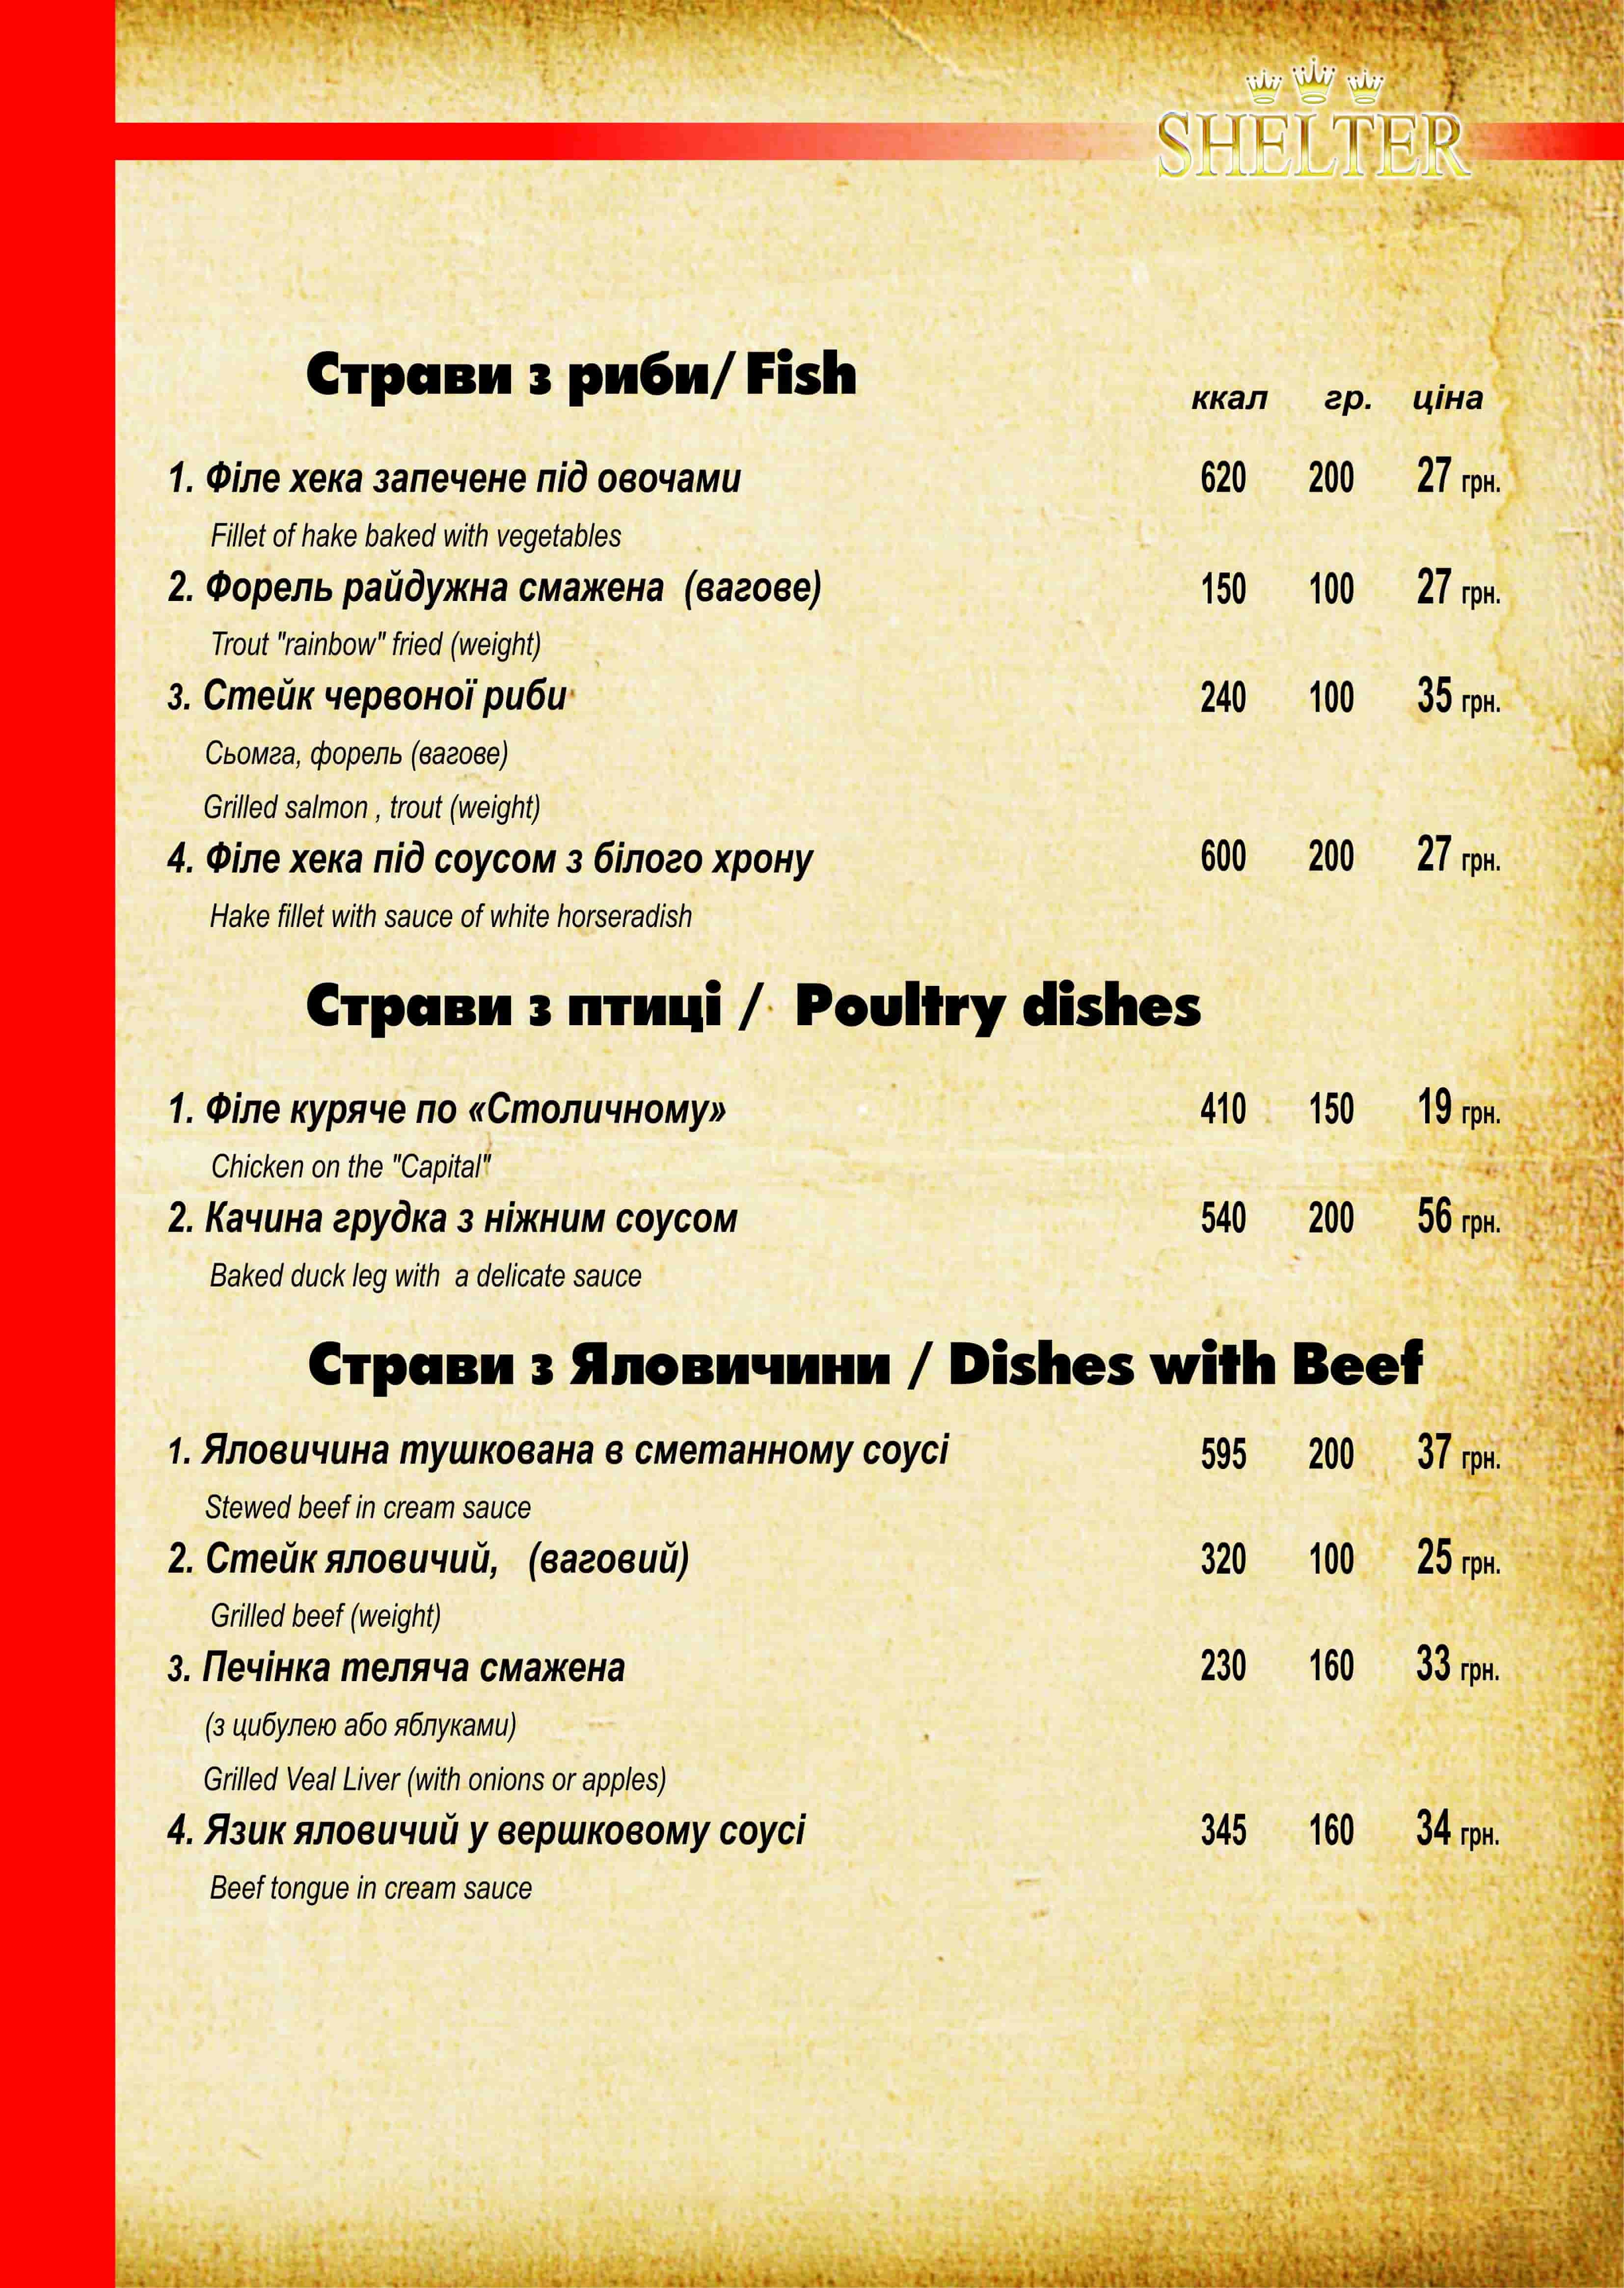 SHELTER
Страви з риби/ Fish
ккал гр. ціна
1. Філе хека запечене під овочами 620 200 27 грн.
Fillet of hake baked with vegetables
2. Форель райдужна смажена (вагове) 150 100 27 грн.
Trout "rainbow" fried (weight)
3. Стейк червоної риби 240 100 35 грн.
Сьомга, форель (вагове)
Grilled salmon , trout (weight)
4. Філе хека під соусом з білого хрону 600 200 27 грн.
Hake fillet with sauce of white horseradish
Страви з птиці / Poultry dishes
1. Філе куряче по «Столичному» 410 150 19 грн.
Chicken on the "Capital"
2. Качина грудка з ніжним соусом 540 200 56 грн.
Baked duck leg with a delicate sauce
Страви з Яловичини / Dishes with Beef
1. Яловичина тушкована в сметанному соусі 595 200 37 грн.
Stewed beef in cream sauce
2. Стейк яловичий, (ваговий) 320 100 25 грн.
Grilled beef (weight)
3. Печінка теляча смажена 230 160 33 грн.
(з цибулею або яблуками)
Grilled Veal Liver (with onions or apples)
4. Язик яловичий у вершковому соусі 345 160 34 грн.
Beef tongue in cream sauce